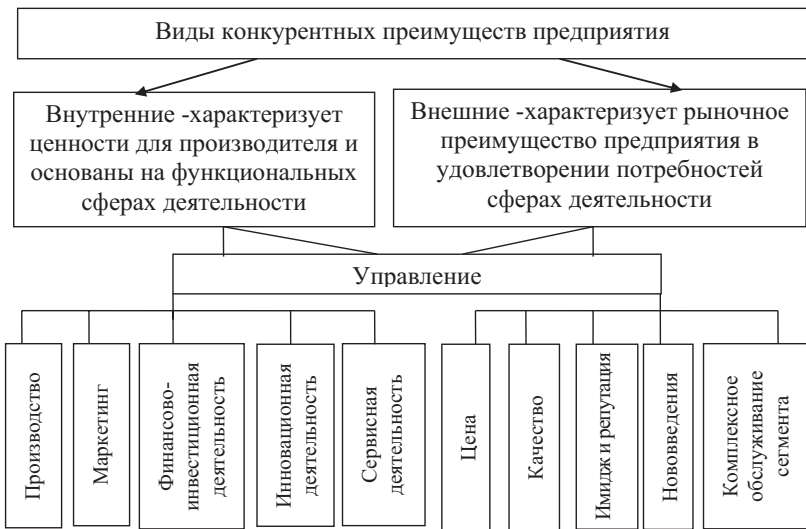 Виды конкурентных преимуществ предприятия
Внутренние -характеризует
ценности для производителя и
основаны на функциональных
сферах деятельности
Внешние -характеризует рыночное
преимущество предприятия в
удовлетворении потребностей
сферах деятельности
Управление
Производство
Маркетинг
Финансово-
инвестиционная
деятельность
Инновационная
деятельность
Сервисная
деятельность
Цена
Качество
Имидж и репутация
Нововведения
Комплексное
обслуживание
сегмента